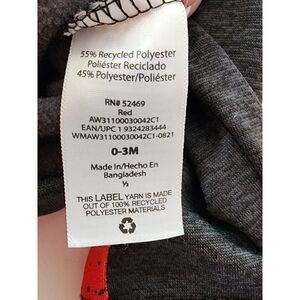 55% Recycled Polyester
Poliéster Reciclado
45% Polyester/Poliéster
RN# 52469
Red
AW31100030042C1
EAN/UPC 1 9324283444
WMAW31100030042C1-0821
0-3M
Made In/Hecho En
Bangladesh
⅓
THIS LABEL YARN IS MADE
OUT OF 100% RECYCLED
POLYESTER MATERIALS